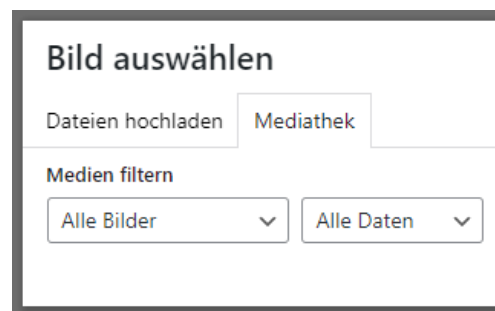 Bild auswählen
Dateien hochladen Mediathek
Medien filtern
Alle Bilder Alle Daten